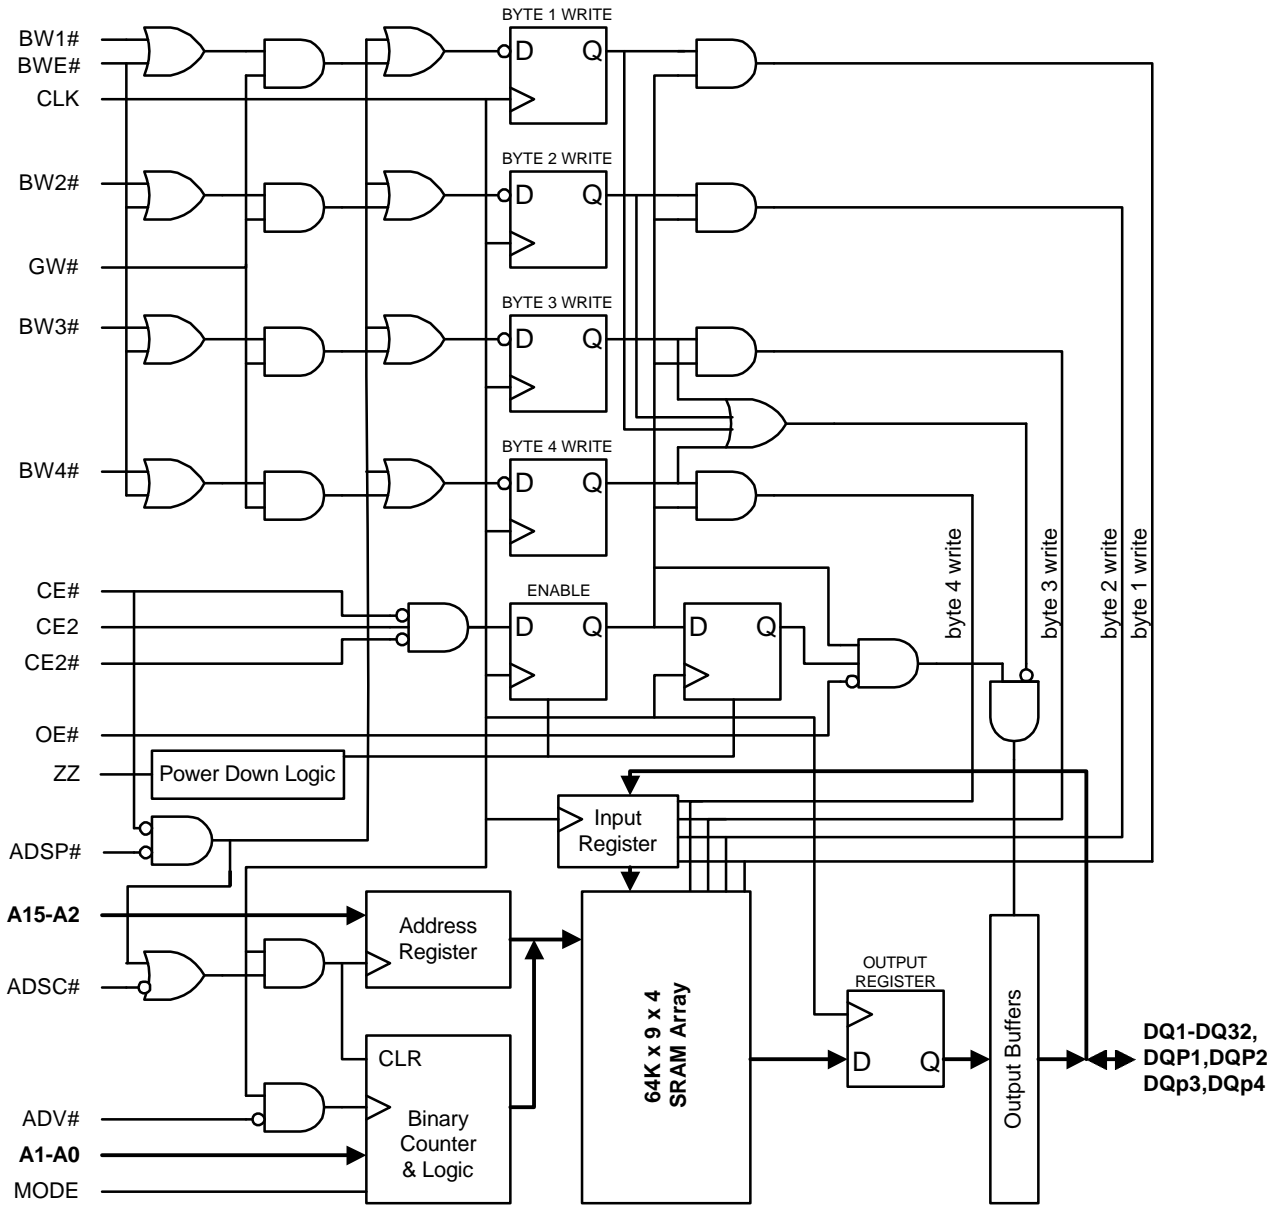 BYTE 1 WRITE
BW1#
BWE#
CLK
D
Q
BYTE 2 WRITE
BW2#
D
Q
GW#
BYTE 3 WRITE
BW3#
D
Q
BYTE 4 WRITE
BW4#
D
Q
byte 4 write
byte 3 write
byte 2 write
byte 1 write
CE#
CE2
CE2#
ENABLE
D
Q
D
Q
OE#
ZZ
Power Down Logic
Input
Register
ADSP#
A15-A2
Address
Register
ADSC#
OUTPUT
REGISTER
D
Q
64K x 9 x 4
SRAM Array
Output Buffers
DQ1-DQ32,
DQP1,DQP2
DQp3,DQp4
CLR
Binary
Counter
& Logic
ADV#
A1-A0
MODE